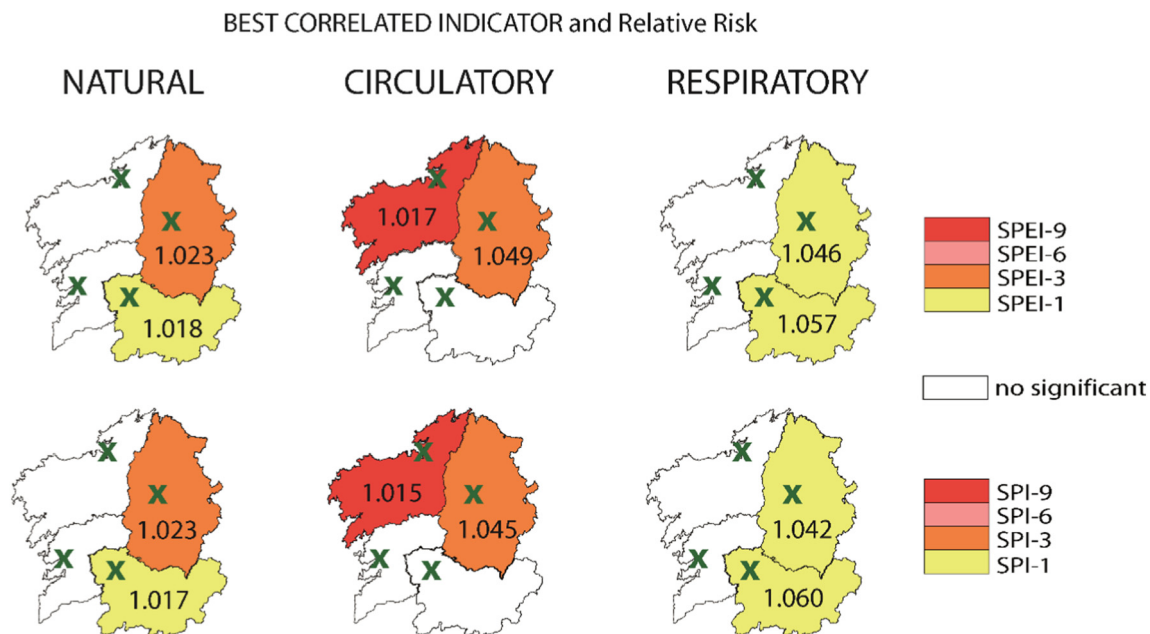 BEST CORRELATED INDICATOR and Relative Risk
NATURAL
CIRCULATORY
RESPIRATORY
X
X
1.023
X
X
1.018
X
1.017
X
1.049
X
X
X
X
1.046
X
X
1.057
SPEI-9
SPEI-6
SPEI-3
SPEI-1
no significant
X
X
1.023
X
X
1.017
X
1.015
X
1.045
X
X
X
X
1.042
X
X
1.060
SPI-9
SPI-6
SPI-3
SPI-1